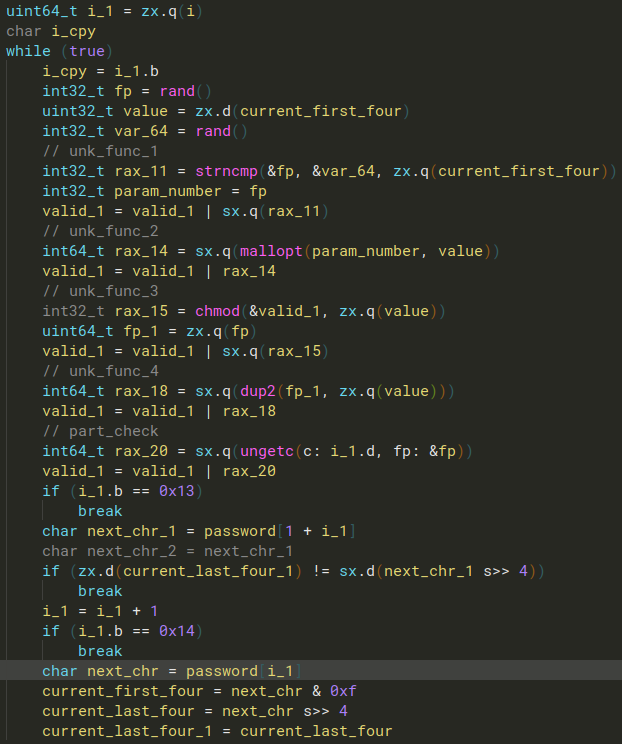 uint64_t i_1 = zx.q(i)
char i_cpy
while (true)
i_cpy = i_1.b
int32_t fp = rand()
uint32_t value = zx.d(current_first_four)
int32_t var_64 = rand()
// unk_func_1
int32_t rax_11 = strncmp(&fp, &var_64, zx.q(current_first_four))
int32_t param_number = fp
valid_1 = valid_1 | sx.q(rax_11)
// unk_func_2
int64_t rax_14 = sx.q(mallopt(param_number, value))
valid_1 = valid_1 | rax_14
// unk_func_3
int32_t rax_15 = chmod(&valid_1, zx.q(value))
uint64_t fp_1 = zx.q(fp)
valid_1 = valid_1 | sx.q(rax_15)
// unk_func_4
int64_t rax_18 = sx.q(dup2(fp_1, zx.q(value)))
valid_1 = valid_1 | rax_18
// part_check
int64_t rax_20 = sx.q(ungetc(c: i_1.d, fp: &fp))
valid_1 = valid_1 | rax_20
if (i_1.b == 0x13)
break
char next_chr_1 = password[1 + i_1]
char next_chr_2 = next_chr_1
if (zx.d(current_last_four_1) != sx.d(next_chr_1 s>> 4))
break
i_1 = i_1 + 1
if (i_1.b == 0x14)
break
char next_chr = password[i_1]
current_first_four = next_chr & 0xf
current_last_four = next_chr s>> 4
current_last_four_1 = current_last_four